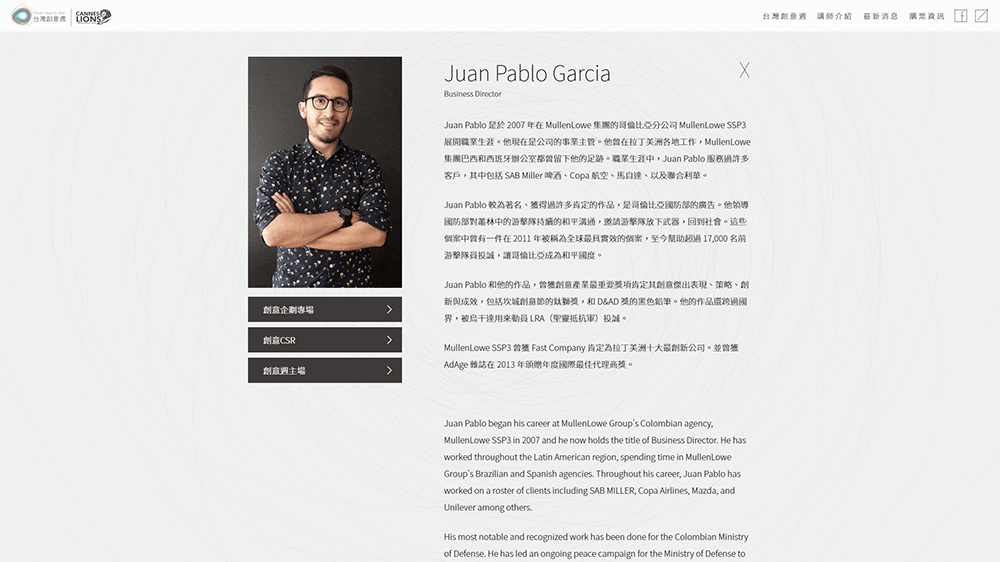 台灣創意週
CANNES
LIONS
台灣創意週 講師介紹 最新消息 購票資訊
Juan Pablo Garcia
X
Business Director
Juan Pablo 是於 2007 年在 MullenLowe 集團的哥倫比亞分公司 MullenLowe SSP3
展開職業生涯。他現在是公司的事業主管。他曾在拉丁美洲各地工作，MullenLowe
集團巴西和西班牙辦公室都曾留下他的足跡。職業生涯中，Juan Pablo 服務過許多
客戶，其中包括 SAB Miller 啤酒、Copa 航空、馬自達、以及聯合利華。
Juan Pablo 較為著名、獲得過許多肯定的作品，是哥倫比亞國防部的廣告。他領導
國防部對叢林中的游擊隊持續的和平溝通，邀請游擊隊放下武器，回到社會。這些
個案中曾有一件在 2011 年被稱為全球最具實效的個案，至今幫助超過 17,000 名前
游擊隊員投誠，讓哥倫比亞成為和平國度。
Juan Pablo 和他的作品，曾獲創意產業最重要獎項肯定其創意傑出表現、策略、創
新與成效，包括坎城創意節的鈦獅獎，和 D&AD 獎的黑色鉛筆。他的作品還跨過國
界，被烏干達用來動員 LRA（聖靈抵抗軍）投誠。
MullenLowe SSP3 曾獲 Fast Company 肯定為拉丁美洲十大最創新公司。並曾獲
AdAge 雜誌在 2013 年頒贈年度國際最佳代理商獎。
創意企劃專場
創意CSR
創意週主場
Juan Pablo began his career at MullenLowe Group's Colombian agency,
MullenLowe SSP3 in 2007 and he now holds the title of Business Director. He has
worked throughout the Latin American region, spending time in MullenLowe
Group's Brazilian and Spanish agencies. Throughout his career, Juan Pablo has
worked on a roster of clients including SAB MILLER, Copa Airlines, Mazda, and
Unilever among others.
His most notable and recognized work has been done for the Colombian Ministry
of Defense. He has led an ongoing peace campaign for the Ministry of Defense to